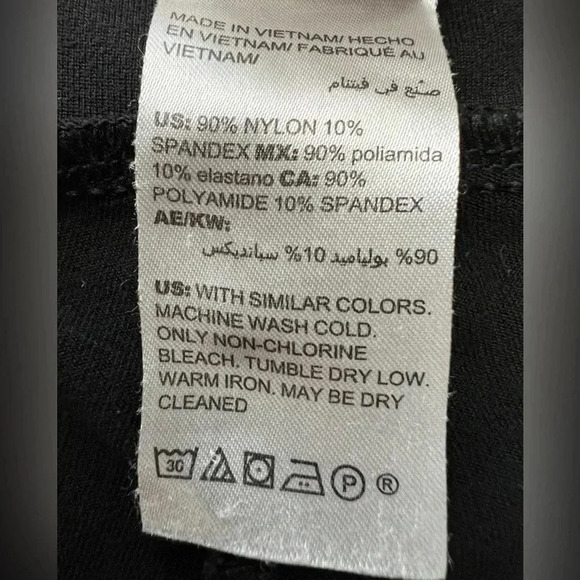 MADE IN VIETNAM/ HECHO
EN VIETNAM/ FABRIQUÉ AU
VIETNAM/
صنّع في فيتنام
US: 90% NYLON 10%
SPANDEX MX: 90% poliamida
10% elastano CA: 90%
POLYAMIDE 10% SPANDEX
AE/KW:
90% بولياميد 10% سبانديكس
US: WITH SIMILAR COLORS.
MACHINE WASH COLD.
ONLY NON-CHLORINE
BLEACH. TUMBLE DRY LOW.
WARM IRON. MAY BE DRY
CLEANED
30 P ®